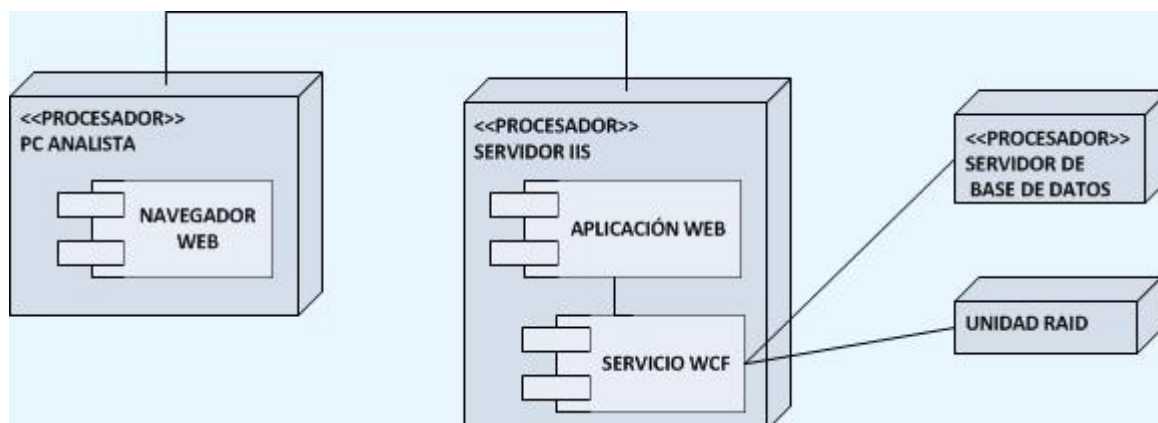 <<PROCESADOR>>
PC ANALISTA
NAVEGADOR
WEB
<<PROCESADOR>>
SERVIDOR IIS
APLICACIÓN WEB
SERVICIO WCF
<<PROCESADOR>>
SERVIDOR DE
BASE DE DATOS
UNIDAD RAID